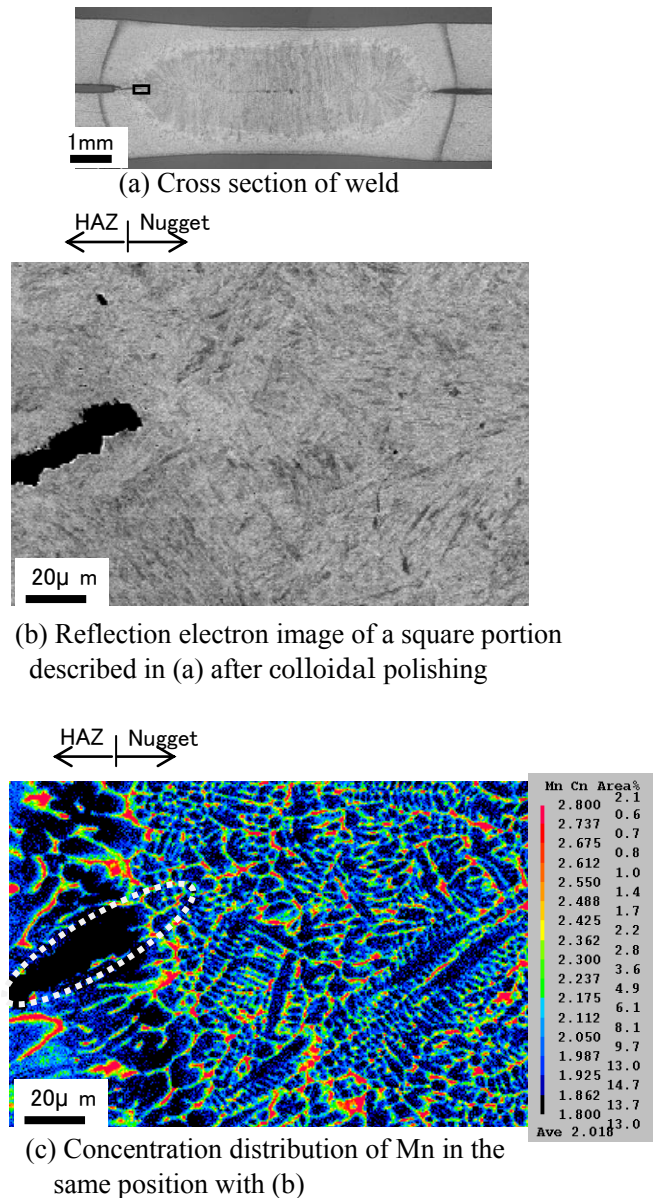 1mm
(a) Cross section of weld
HAZ Nugget
20μ m
(b) Reflection electron image of a square portion
described in (a) after colloidal polishing
HAZ Nugget
20μ m
Mn Cn Area%
2.1
2.800
0.6
2.737
0.7
2.675
0.8
2.612
1.0
2.550
1.4
2.488
1.7
2.425
2.2
2.362
2.8
2.300
3.6
2.237
4.9
2.175
6.1
2.112
8.1
2.050
9.7
1.987
13.0
1.925
14.7
1.862
13.7
1.800
13.0
Ave 2.018
(c) Concentration distribution of Mn in the
same position with (b)